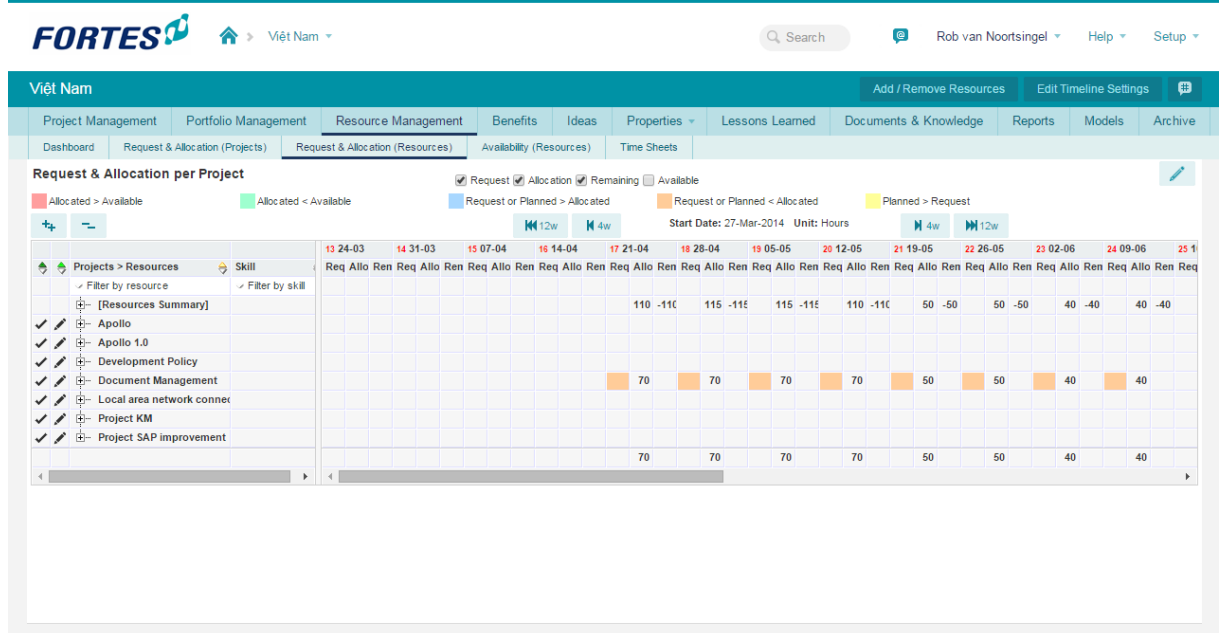 FORTES
Việt Nam
Search
Rob van Noortsingel
Help
Setup
Việt Nam
Add / Remove Resources
Edit Timeline Settings
Project Management Portfolio Management Resource Management Benefits Ideas Properties Lessons Learned Documents & Knowledge Reports Models Archive
Dashboard Request & Allocation (Projects) Request & Allocation (Resources) Availability (Resources) Time Sheets
Request & Allocation per Project
Request Allocation Remaining Available
Allocated > Available Allocated < Available Request or Planned > Allocated Request or Planned < Allocated Planned > Request
12w 4w Start Date: 27-Mar-2014 Unit: Hours 4w 12w
13 24-03 14 31-03 15 07-04 16 14-04 17 21-04 18 28-04 19 05-05 20 12-05 21 19-05 22 26-05 23 02-06 24 09-06 25
Projects > Resources Skill Req Allo Ren Req Allo Ren Req Allo Ren Req Allo Ren Req Allo Ren Req Allo Ren Req Allo Ren Req Allo Ren Req Allo Ren Req Allo Ren Req Allo Ren Req Allo Ren Req
Filter by resource Filter by skill
[Resources Summary] 110 -110 115 -115 115 -115 110 -110 50 -50 50 -50 40 -40 40 -40
Apollo
Apollo 1.0
Development Policy
Document Management 70 70 70 70 50 50 40 40
Local area network connec
Project KM
Project SAP improvement
70 70 70 70 50 50 40 40